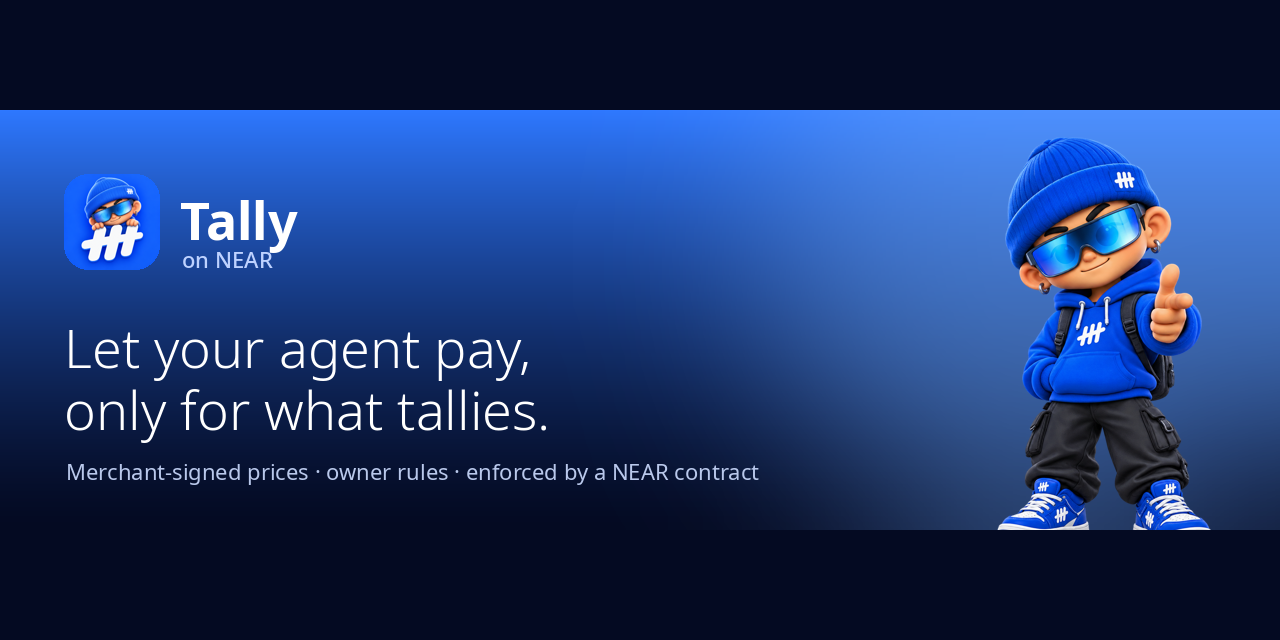 Tally
on NEAR
Let your agent pay,
only for what tallies.
Merchant-signed prices · owner rules · enforced by a NEAR contract